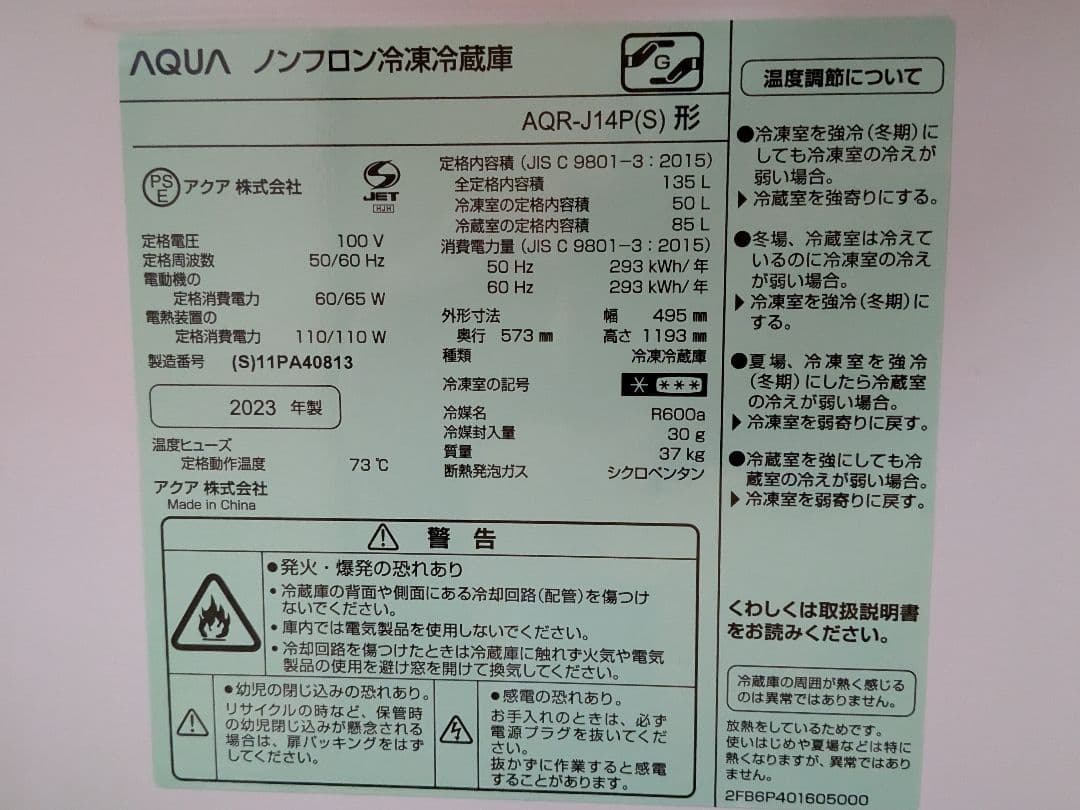 AQUA ノンフロン冷凍冷蔵庫
G
AQR-J14P(S) 形
PSE アクア 株式会社
S JET
HJH
定格電圧 100 V
定格周波数 50/60 Hz
電動機の
定格消費電力 60/65 W
電熱装置の
定格消費電力 110/110 W
製造番号 (S)11PA40813
2023 年製
温度ヒューズ
定格動作温度 73 ℃
アクア 株式会社
Made in China
定格内容積 (JIS C 9801-3:2015)
全定格内容積 135 L
冷凍室の定格内容積 50 L
冷蔵室の定格内容積 85 L
消費電力量 (JIS C 9801-3:2015)
50 Hz 293 kWh/年
60 Hz 293 kWh/年
外形寸法 幅 495 ㎜
奥行 573 ㎜ 高さ 1193 ㎜
種類 冷凍冷蔵庫
冷凍室の記号 * ***
冷媒名 R600a
冷媒封入量 30 g
質量 37 kg
断熱発泡ガス シクロペンタン
⚠ 警 告
●発火・爆発の恐れあり
・冷蔵庫の背面や側面にある冷却回路(配管)を傷つけ
ないでください。
・庫内では電気製品を使用しないでください。
・冷却回路を傷つけたときは冷蔵庫に触れず火気や電気
製品の使用を避け窓を開けて換気してください。
●幼児の閉じ込みの恐れあり。
リサイクルの時など、保管時
の幼児閉じ込みが懸念される
場合は、扉パッキングをはず
してください。
●感電の恐れあり。
お手入れのときは、必ず
電源プラグを抜いてくだ
さい。
抜かずに作業すると感電
することがあります。
温度調節について
●冷凍室を強冷(冬期)に
しても冷凍室の冷えが
弱い場合。
▶冷蔵室を強寄りにする。
●冬場、冷蔵室は冷えて
いるのに冷凍室の冷え
が弱い場合。
▶冷凍室を強冷(冬期)に
する。
●夏場、冷凍室を強冷
(冬期)にしたら冷蔵室
の冷えが弱い場合。
▶冷凍室を弱寄りに戻す。
●冷蔵室を強にしても冷
蔵室の冷えが弱い場合。
▶冷凍室を弱寄りに戻す。
くわしくは取扱説明書
をお読みください。
冷蔵庫の周囲が熱く感じる
のは異常ではありません。
放熱をしているためです。
使いはじめや夏場などは特に
熱くなりますが、異常ではあり
ません。
2FB6P401605000